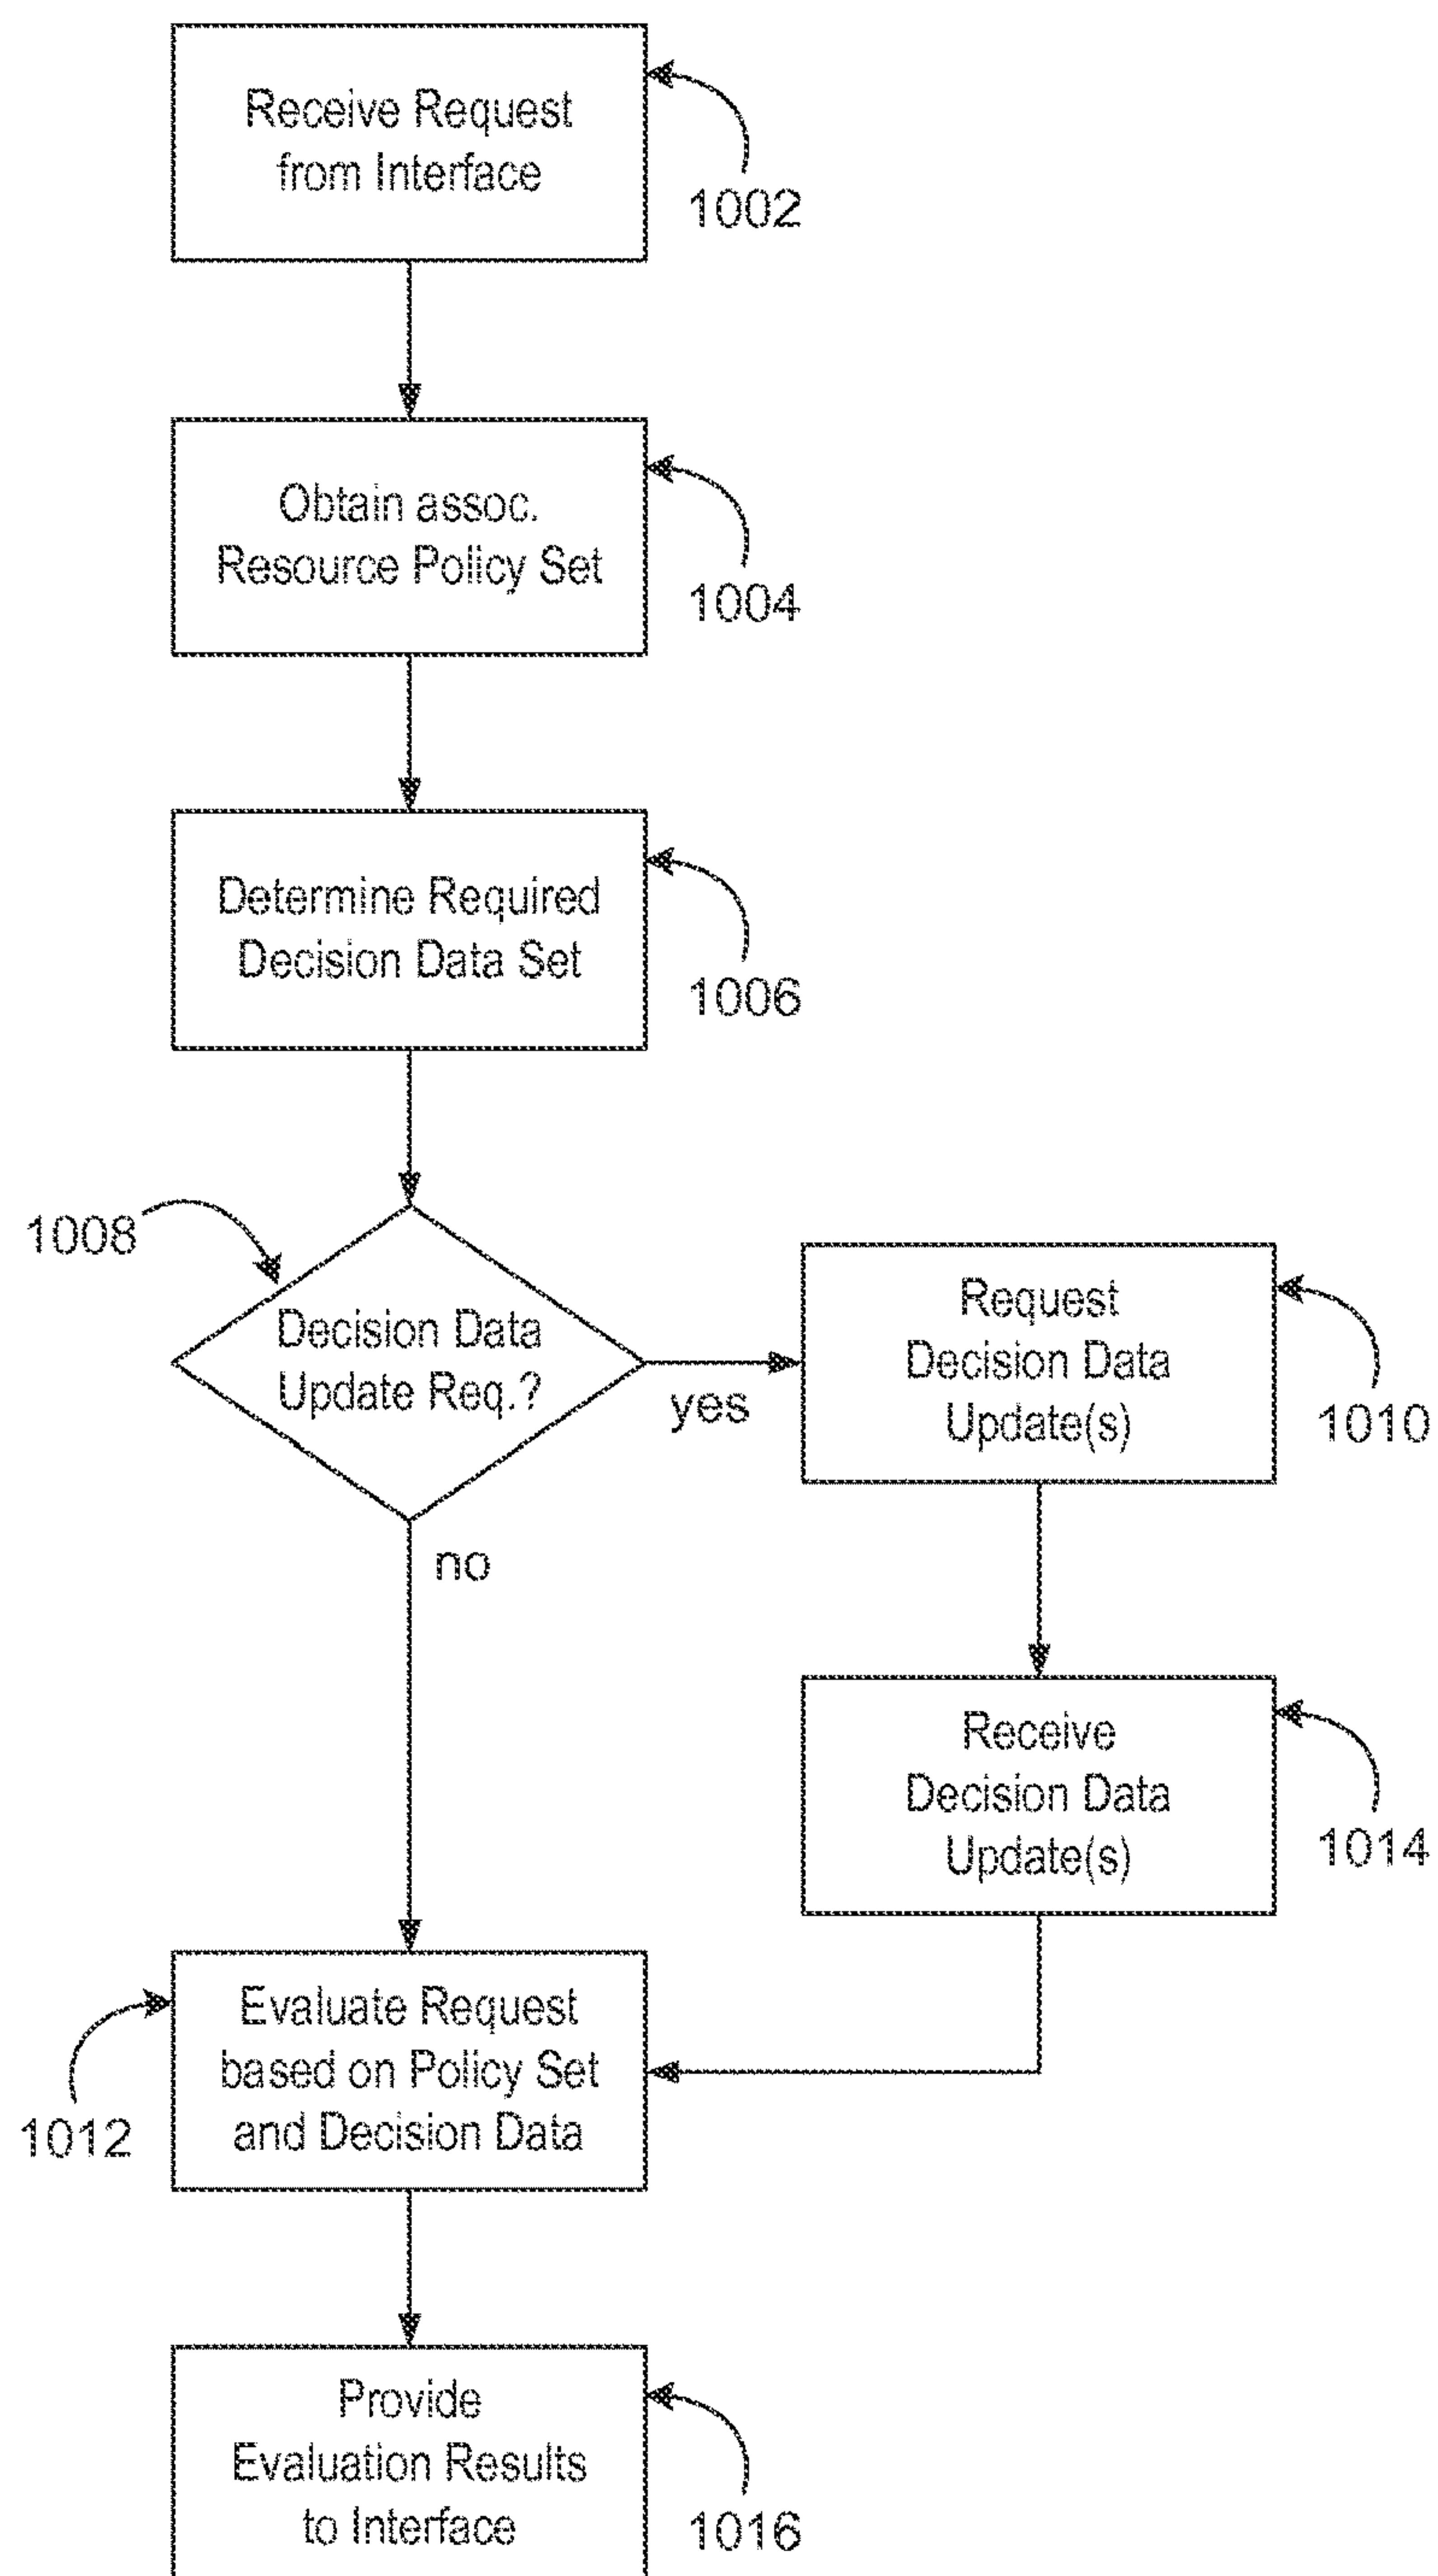 Receive Request
from Interface
1002
Obtain assoc.
Resource Policy Set
1004
Determine Required
Decision Data Set
1006
1008
Decision Data
Update Req.?
yes
no
Request
Decision Data
Update(s)
1010
Receive
Decision Data
Update(s)
1014
Evaluate Request
based on Policy Set
and Decision Data
1012
Provide
Evaluation Results
to Interface
1016